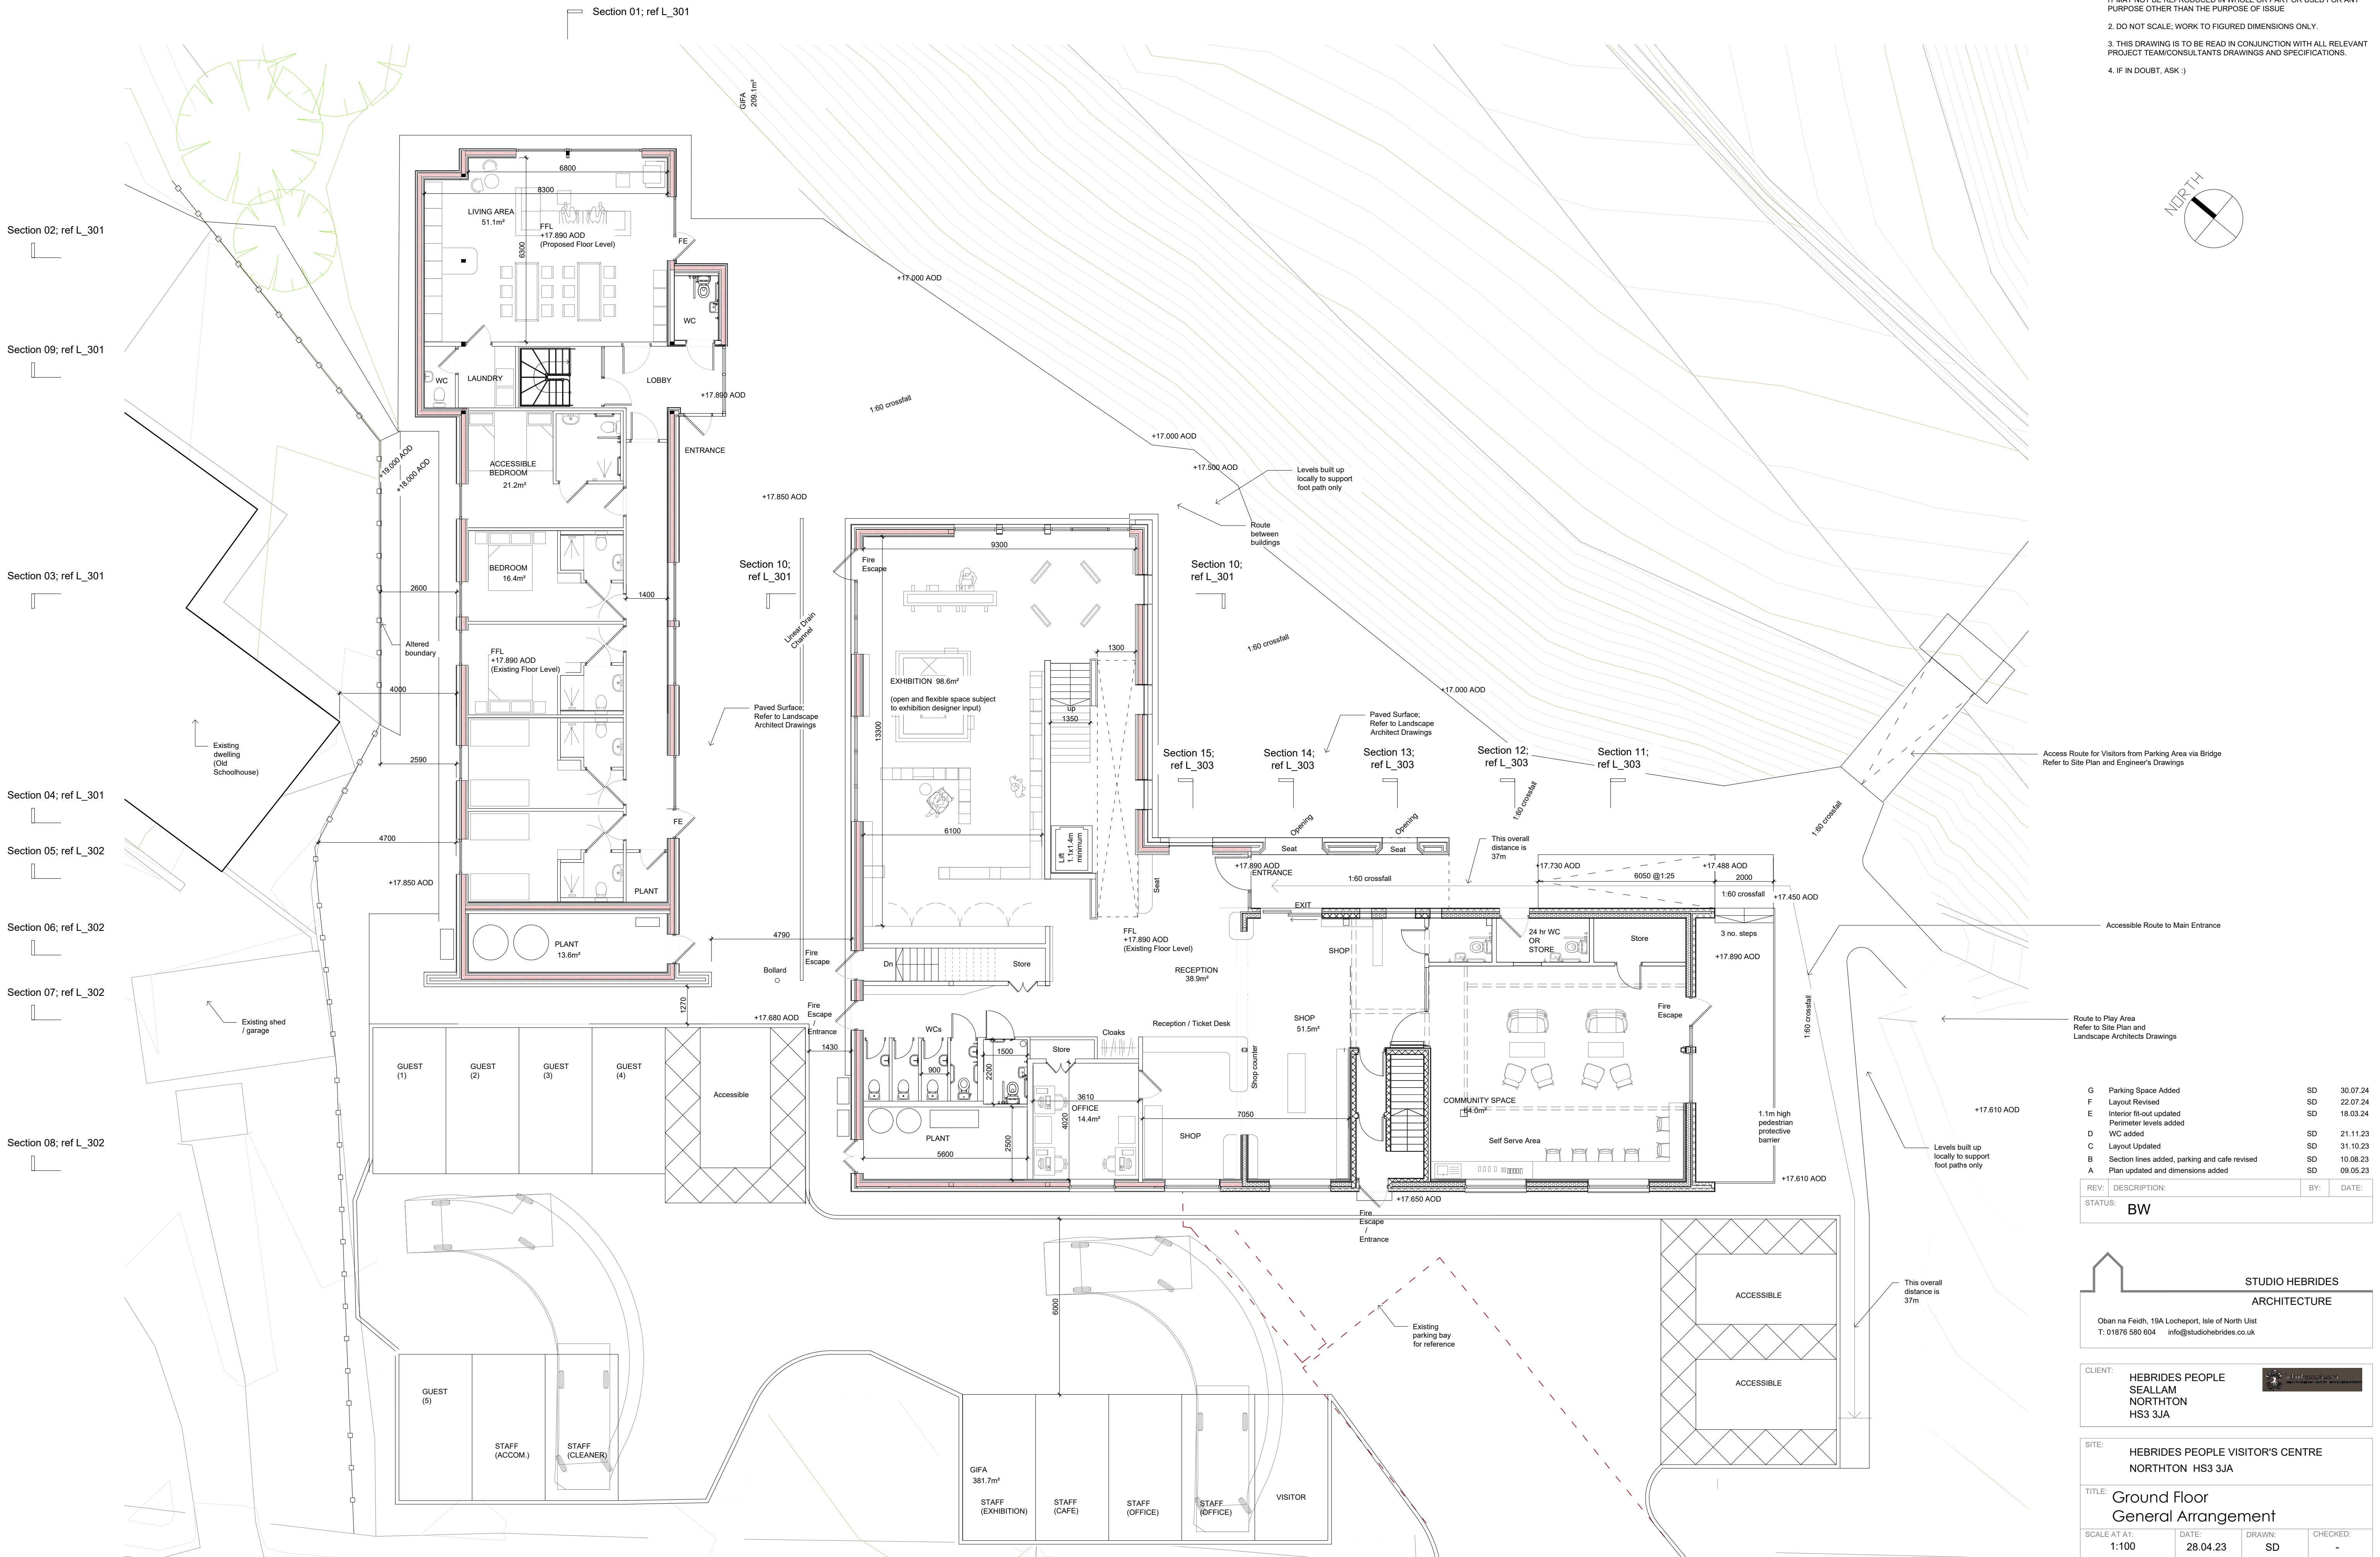 Section 01; ref L_301
PURPOSE OTHER THAN THE PURPOSE OF ISSUE
2. DO NOT SCALE; WORK TO FIGURED DIMENSIONS ONLY.
3. THIS DRAWING IS TO BE READ IN CONJUNCTION WITH ALL RELEVANT
PROJECT TEAM/CONSULTANTS DRAWINGS AND SPECIFICATIONS.
4. IF IN DOUBT, ASK :)
NORTH
GIFA
209.1m²
Section 02; ref L_301
Section 09; ref L_301
Section 03; ref L_301
Section 04; ref L_301
Section 05; ref L_302
Section 06; ref L_302
Section 07; ref L_302
Section 08; ref L_302
6800
8300
LIVING AREA
51.1m²
FFL
+17.890 AOD
(Proposed Floor Level)
6300
FE
WC
WC
LAUNDRY
LOBBY
+17.890 AOD
ENTRANCE
+19.000 AOD
+18.000 AOD
ACCESSIBLE
BEDROOM
21.2m²
BEDROOM
16.4m²
2600
1400
Altered
boundary
FFL
+17.890 AOD
(Existing Floor Level)
4000
Existing
dwelling
(Old
Schoolhouse)
2590
4700
FE
+17.850 AOD
PLANT
PLANT
13.6m²
4790
Bollard
1270
+17.680 AOD
1430
Existing shed
/ garage
+17.000 AOD
1:60 crossfall
+17.000 AOD
+17.500 AOD
Levels built up
locally to support
foot path only
+17.850 AOD
Route
between
buildings
Section 10;
ref L_301
Section 10;
ref L_301
Linear Drain
Channel
Paved Surface;
Refer to Landscape
Architect Drawings
1:60 crossfall
+17.000 AOD
Paved Surface;
Refer to Landscape
Architect Drawings
Section 15;
ref L_303
Section 14;
ref L_303
Section 13;
ref L_303
Section 12;
ref L_303
Section 11;
ref L_303
1:60 crossfall
1:60 crossfall
Access Route for Visitors from Parking Area via Bridge
Refer to Site Plan and Engineer's Drawings
Fire
Escape
9300
EXHIBITION 98.6m²
(open and flexible space subject
to exhibition designer input)
13300
1300
up
1350
6100
Lift
1.1x1.4m
minimum
Opening
Opening
Seat
Seat
Seat
This overall
distance is
37m
+17.890 AOD
ENTRANCE
1:60 crossfall
+17.730 AOD
+17.488 AOD
6050 @1:25
2000
1:60 crossfall
+17.450 AOD
EXIT
Accessible Route to Main Entrance
FFL
+17.890 AOD
(Existing Floor Level)
RECEPTION
38.9m²
SHOP
24 hr WC
OR
STORE
Store
3 no. steps
+17.890 AOD
Fire
Escape
Dn
Store
Fire
Escape
/
Entrance
WCs
Cloaks
Reception / Ticket Desk
SHOP
51.5m²
Shop counter
Fire
Escape
1:60 crossfall
Route to Play Area
Refer to Site Plan and
Landscape Architects Drawings
Store
1500
900
2200
3610
OFFICE
14.4m²
4020
7050
PLANT
5600
2500
SHOP
COMMUNITY SPACE
64.0m²
Self Serve Area
1.1m high
pedestrian
protective
barrier
+17.610 AOD
Levels built up
locally to support
foot paths only
+17.610 AOD
+17.650 AOD
Fire
Escape
/
Entrance
GUEST
(1)
GUEST
(2)
GUEST
(3)
GUEST
(4)
Accessible
GUEST
(5)
STAFF
(ACCOM.)
STAFF
(CLEANER)
6000
Existing
parking bay
for reference
GIFA
381.7m²
STAFF
(EXHIBITION)
STAFF
(CAFE)
STAFF
(OFFICE)
STAFF
(OFFICE)
VISITOR
ACCESSIBLE
ACCESSIBLE
This overall
distance is
37m
G Parking Space Added SD 30.07.24
F Layout Revised SD 22.07.24
E Interior fit-out updated SD 18.03.24
Perimeter levels added
D WC added SD 21.11.23
C Layout Updated SD 31.10.23
B Section lines added, parking and cafe revised SD 10.08.23
A Plan updated and dimensions added SD 09.05.23
REV: DESCRIPTION: BY: DATE:
STATUS: BW
STUDIO HEBRIDES
ARCHITECTURE
Oban na Feidh, 19A Locheport, Isle of North Uist
T: 01876 580 604 info@studiohebrides.co.uk
CLIENT: HEBRIDES PEOPLE
SEALLAM
NORTHTON
HS3 3JA
SITE: HEBRIDES PEOPLE VISITOR'S CENTRE
NORTHTON HS3 3JA
TITLE: Ground Floor
General Arrangement
SCALE AT A1: DATE: DRAWN: CHECKED:
1:100 28.04.23 SD -